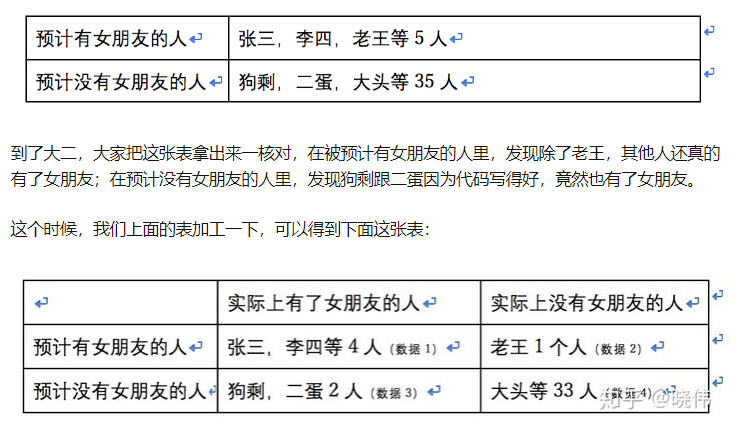 预计有女朋友的人 张三，李四，老王等 5 人
预计没有女朋友的人 狗剩，二蛋，大头等 35 人
到了大二，大家把这张表拿出来一核对，在被预计有女朋友的人里，发现除了老王，其他人还真的
有了女朋友；在预计没有女朋友的人里，发现狗剩跟二蛋因为代码写得好，竟然也有了女朋友。
这个时候，我们上面的表加工一下，可以得到下面这张表：
实际上有了女朋友的人 实际上没有女朋友的人
预计有女朋友的人 张三，李四等 4 人（数据 1） 老王 1 个人（数据 2）
预计没有女朋友的人 狗剩，二蛋 2 人（数据 3） 大头等 33 人（数据 4）
知乎 @晓伟